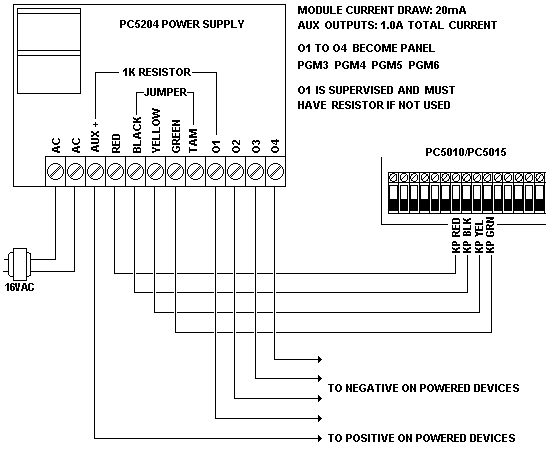 PC5204 POWER SUPPLY
MODULE CURRENT DRAW: 20mA
AUX OUTPUTS: 1.0A TOTAL CURRENT
O1 TO O4 BECOME PANEL
PGM3 PGM4 PGM5 PGM6
O1 IS SUPERVISED AND MUST
HAVE RESISTOR IF NOT USED
1K RESISTOR
JUMPER
AC
AC
AUX +
RED
BLACK
YELLOW
GREEN
TAM
O1
O2
O3
O4
PC5010/PC5015
KP RED
KP BLK
KP YEL
KP GRN
16VAC
TO NEGATIVE ON POWERED DEVICES
TO POSITIVE ON POWERED DEVICES